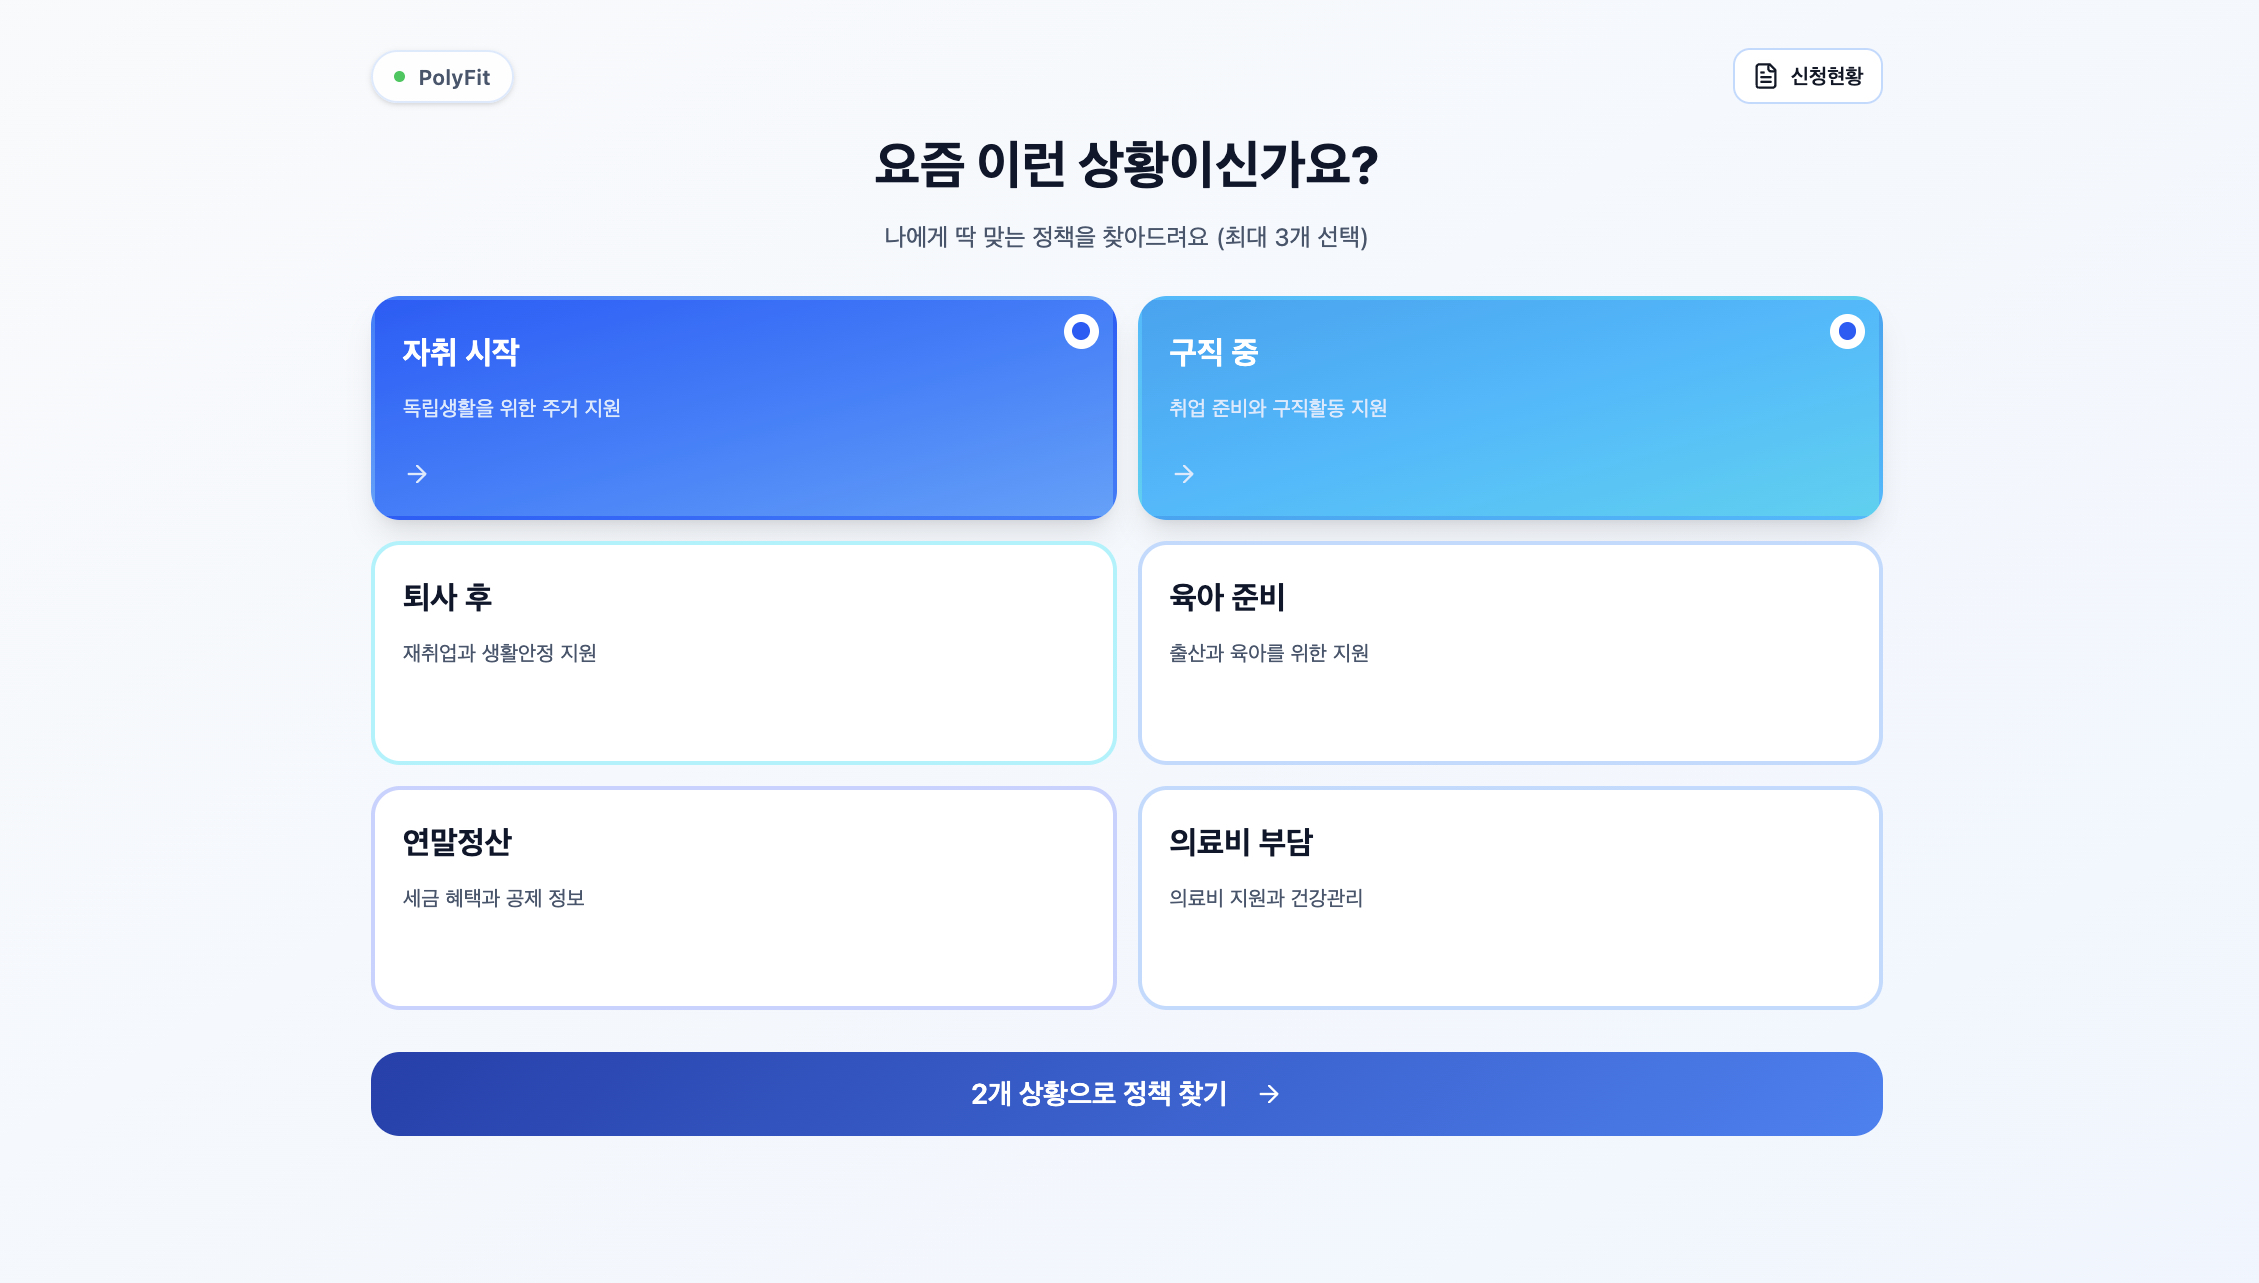 PolyFit
신청현황
요즘 이런 상황이신가요?
나에게 딱 맞는 정책을 찾아드려요 (최대 3개 선택)
자취 시작
독립생활을 위한 주거 지원
구직 중
취업 준비와 구직활동 지원
퇴사 후
재취업과 생활안정 지원
육아 준비
출산과 육아를 위한 지원
연말정산
세금 혜택과 공제 정보
의료비 부담
의료비 지원과 건강관리
2개 상황으로 정책 찾기